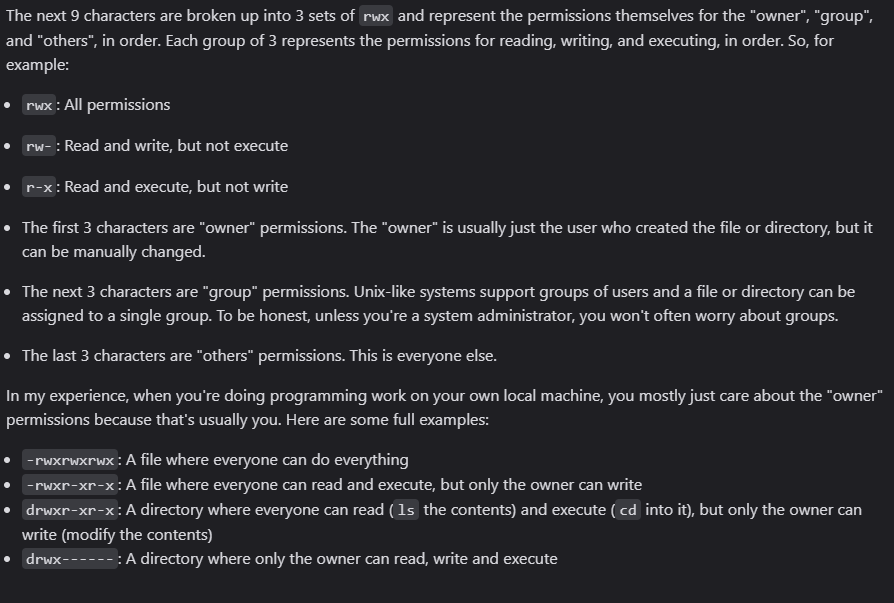 The next 9 characters are broken up into 3 sets of rwx and represent the permissions themselves for the "owner", "group",
and "others", in order. Each group of 3 represents the permissions for reading, writing, and executing, in order. So, for
example:
• rwx: All permissions
• rw-: Read and write, but not execute
• r-x: Read and execute, but not write
• The first 3 characters are "owner" permissions. The "owner" is usually just the user who created the file or directory, but it
can be manually changed.
• The next 3 characters are "group" permissions. Unix-like systems support groups of users and a file or directory can be
assigned to a single group. To be honest, unless you're a system administrator, you won't often worry about groups.
• The last 3 characters are "others" permissions. This is everyone else.
In my experience, when you're doing programming work on your own local machine, you mostly just care about the "owner"
permissions because that's usually you. Here are some full examples:
• -rwxrwxrwx: A file where everyone can do everything
• -rwxr-xr-x: A file where everyone can read and execute, but only the owner can write
• drwxr-xr-x: A directory where everyone can read (ls the contents) and execute (cd into it), but only the owner can
write (modify the contents)
• drwx------: A directory where only the owner can read, write and execute